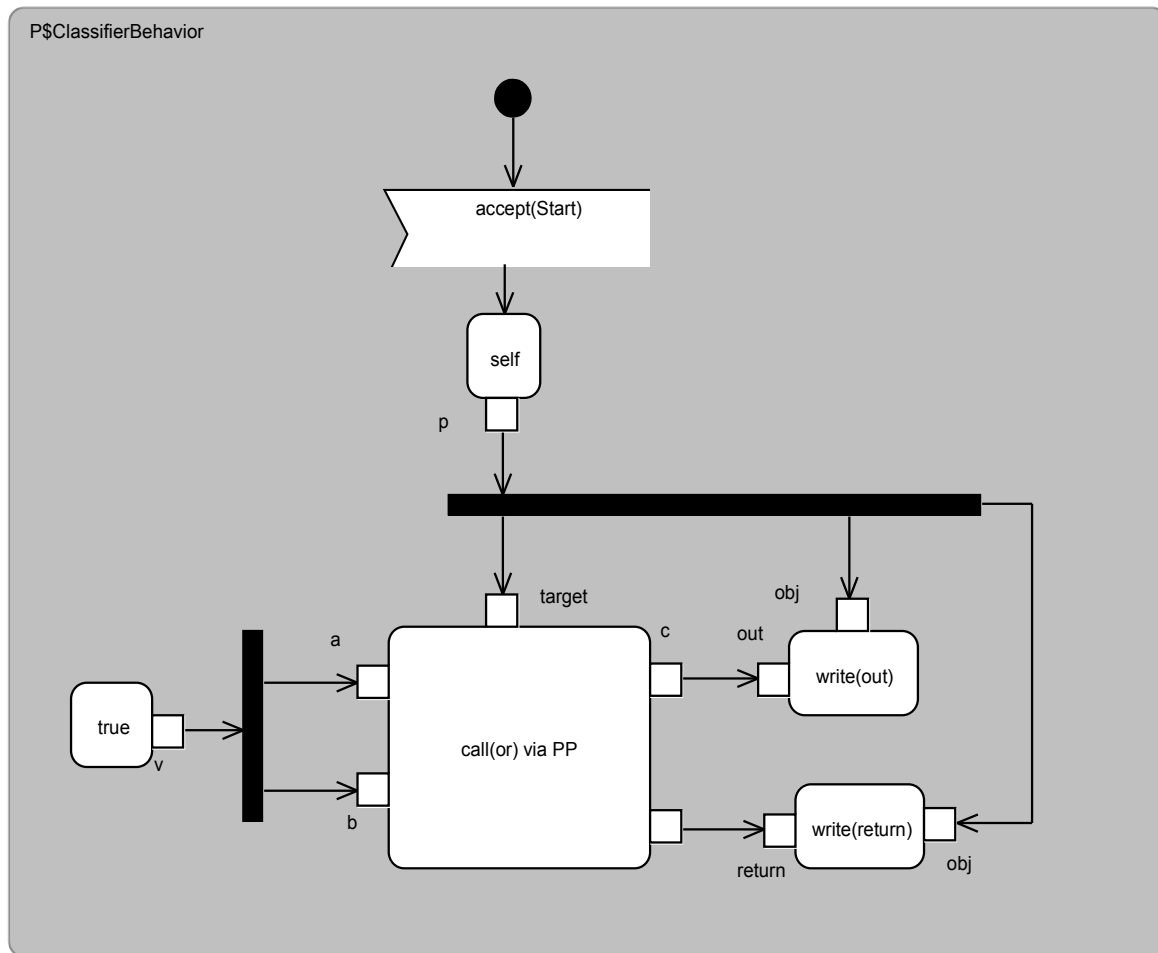 P$ClassifierBehavior
accept(Start)
self
p
target
obj
a
c
out
write(out)
true
v
call(or) via PP
b
write(return)
return
obj